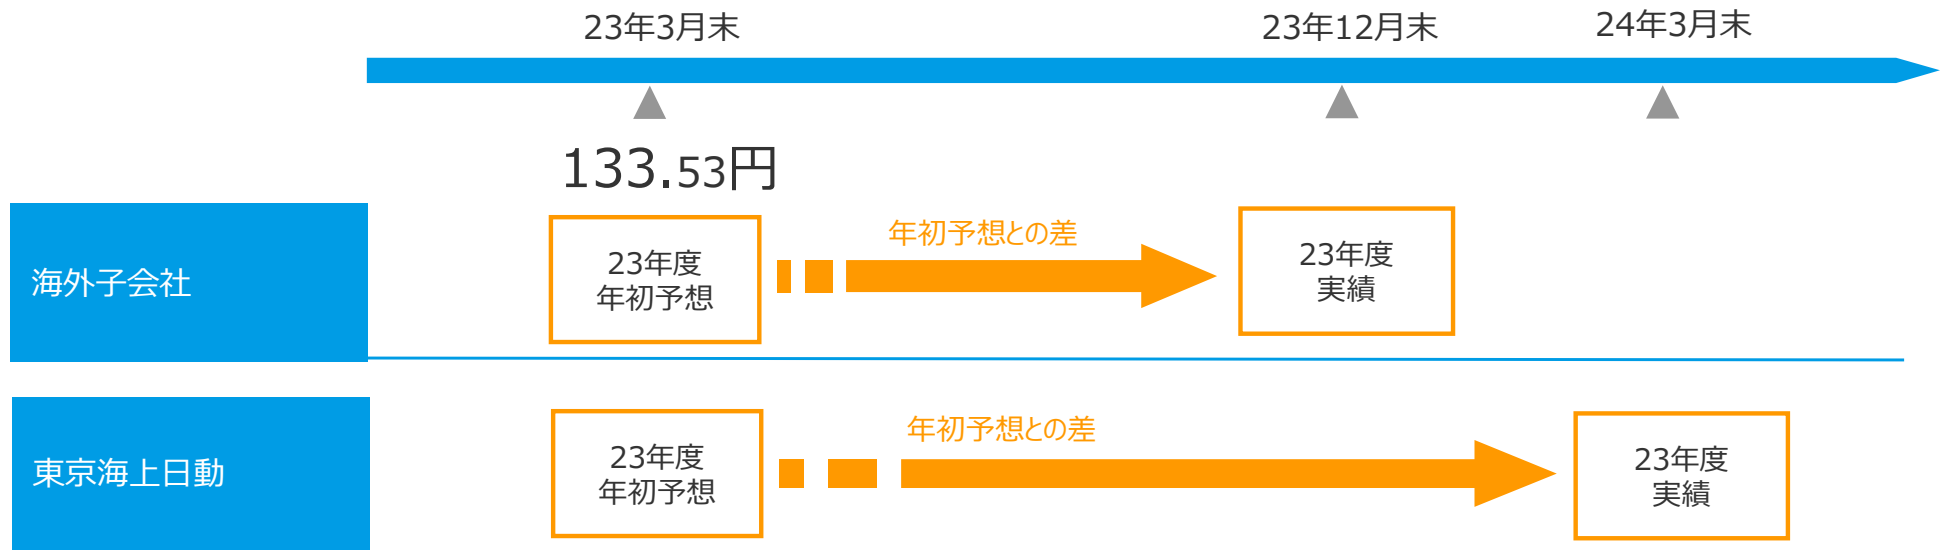 23年3月末
23年12月末
24年3月末
133.53円
海外子会社
23年度
年初予想
年初予想との差
23年度
実績
東京海上日動
23年度
年初予想
年初予想との差
23年度
実績